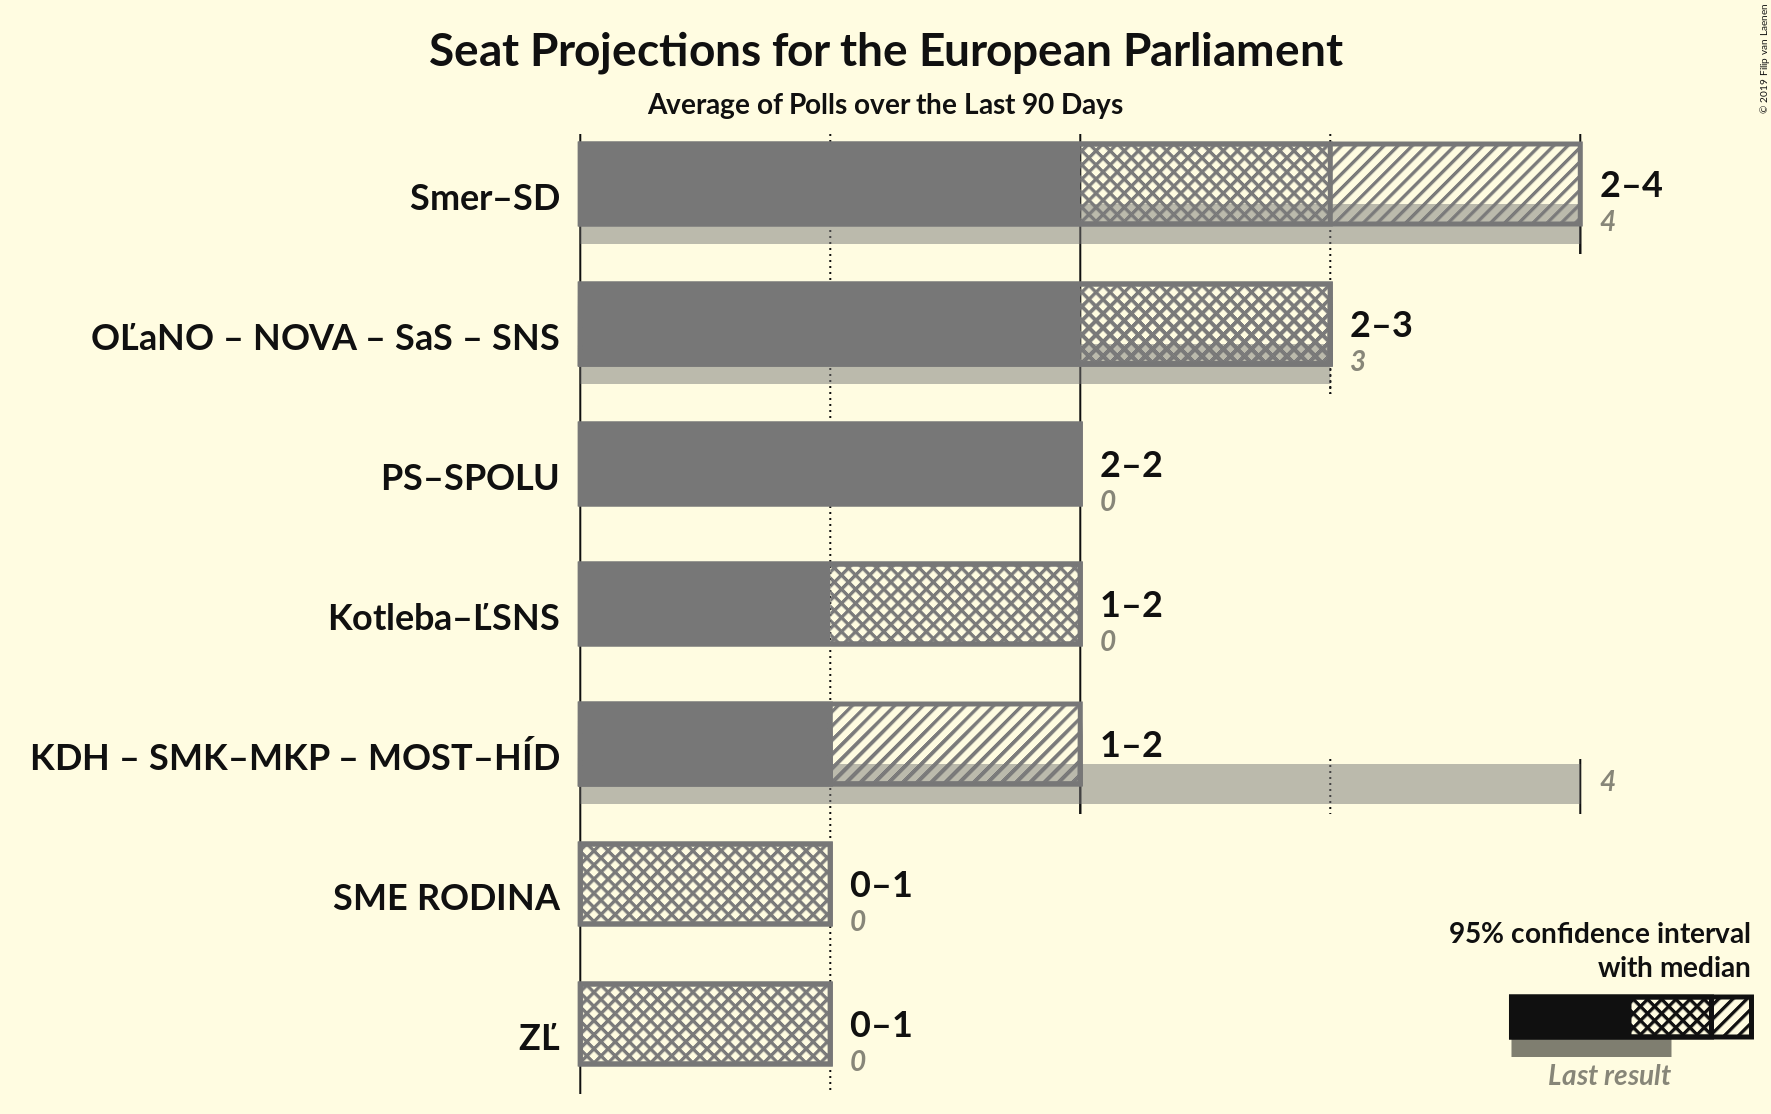 Seat Projections for the European Parliament
Average of Polls over the Last 90 Days
© 2019 Filip van Laenen
Smer–SD
2–4
4
OĽaNO – NOVA – SaS – SNS
2–3
3
PS–SPOLU
2–2
0
Kotleba–ĽSNS
1–2
0
KDH – SMK–MKP – MOST–HÍD
1–2
4
SME RODINA
0–1
0
ZĽ
0–1
0
95% confidence interval
with median
Last result